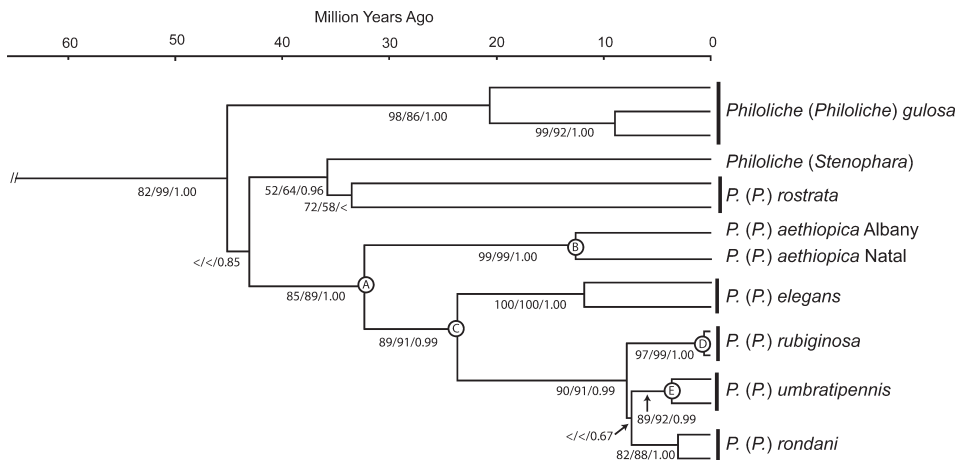 Million Years Ago
60 50 40 30 20 10 0
98/86/1.00
Philoliche (Philoliche) gulosa
99/92/1.00
Philoliche (Stenophara)
82/99/1.00
52/64/0.96
P. (P.) rostrata
72/58/<
P. (P.) aethiopica Albany
B
99/99/1.00
P. (P.) aethiopica Natal
</</0.85
A
85/89/1.00
P. (P.) elegans
100/100/1.00
C
89/91/0.99
D
P. (P.) rubiginosa
97/99/1.00
90/91/0.99
E
P. (P.) umbratipennis
89/92/0.99
</</0.67
P. (P.) rondani
82/88/1.00